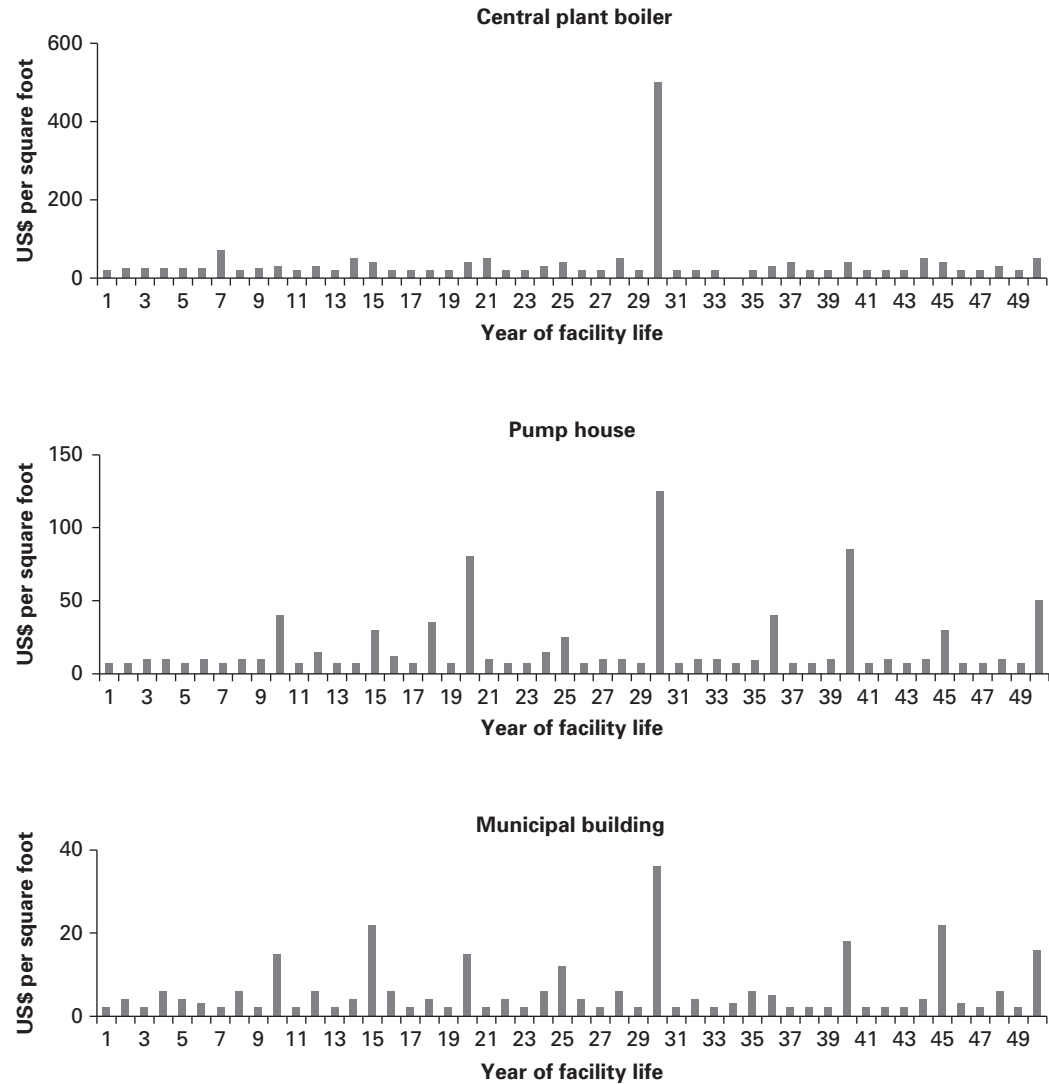 Central plant boiler
US$ per square foot
600
400
200
0
1 3 5 7 9 11 13 15 17 19 21 23 25 27 29 31 33 35 37 39 41 43 45 47 49
Year of facility life
Pump house
US$ per square foot
150
100
50
0
1 3 5 7 9 11 13 15 17 19 21 23 25 27 29 31 33 35 37 39 41 43 45 47 49
Year of facility life
Municipal building
US$ per square foot
40
20
0
1 3 5 7 9 11 13 15 17 19 21 23 25 27 29 31 33 35 37 39 41 43 45 47 49
Year of facility life